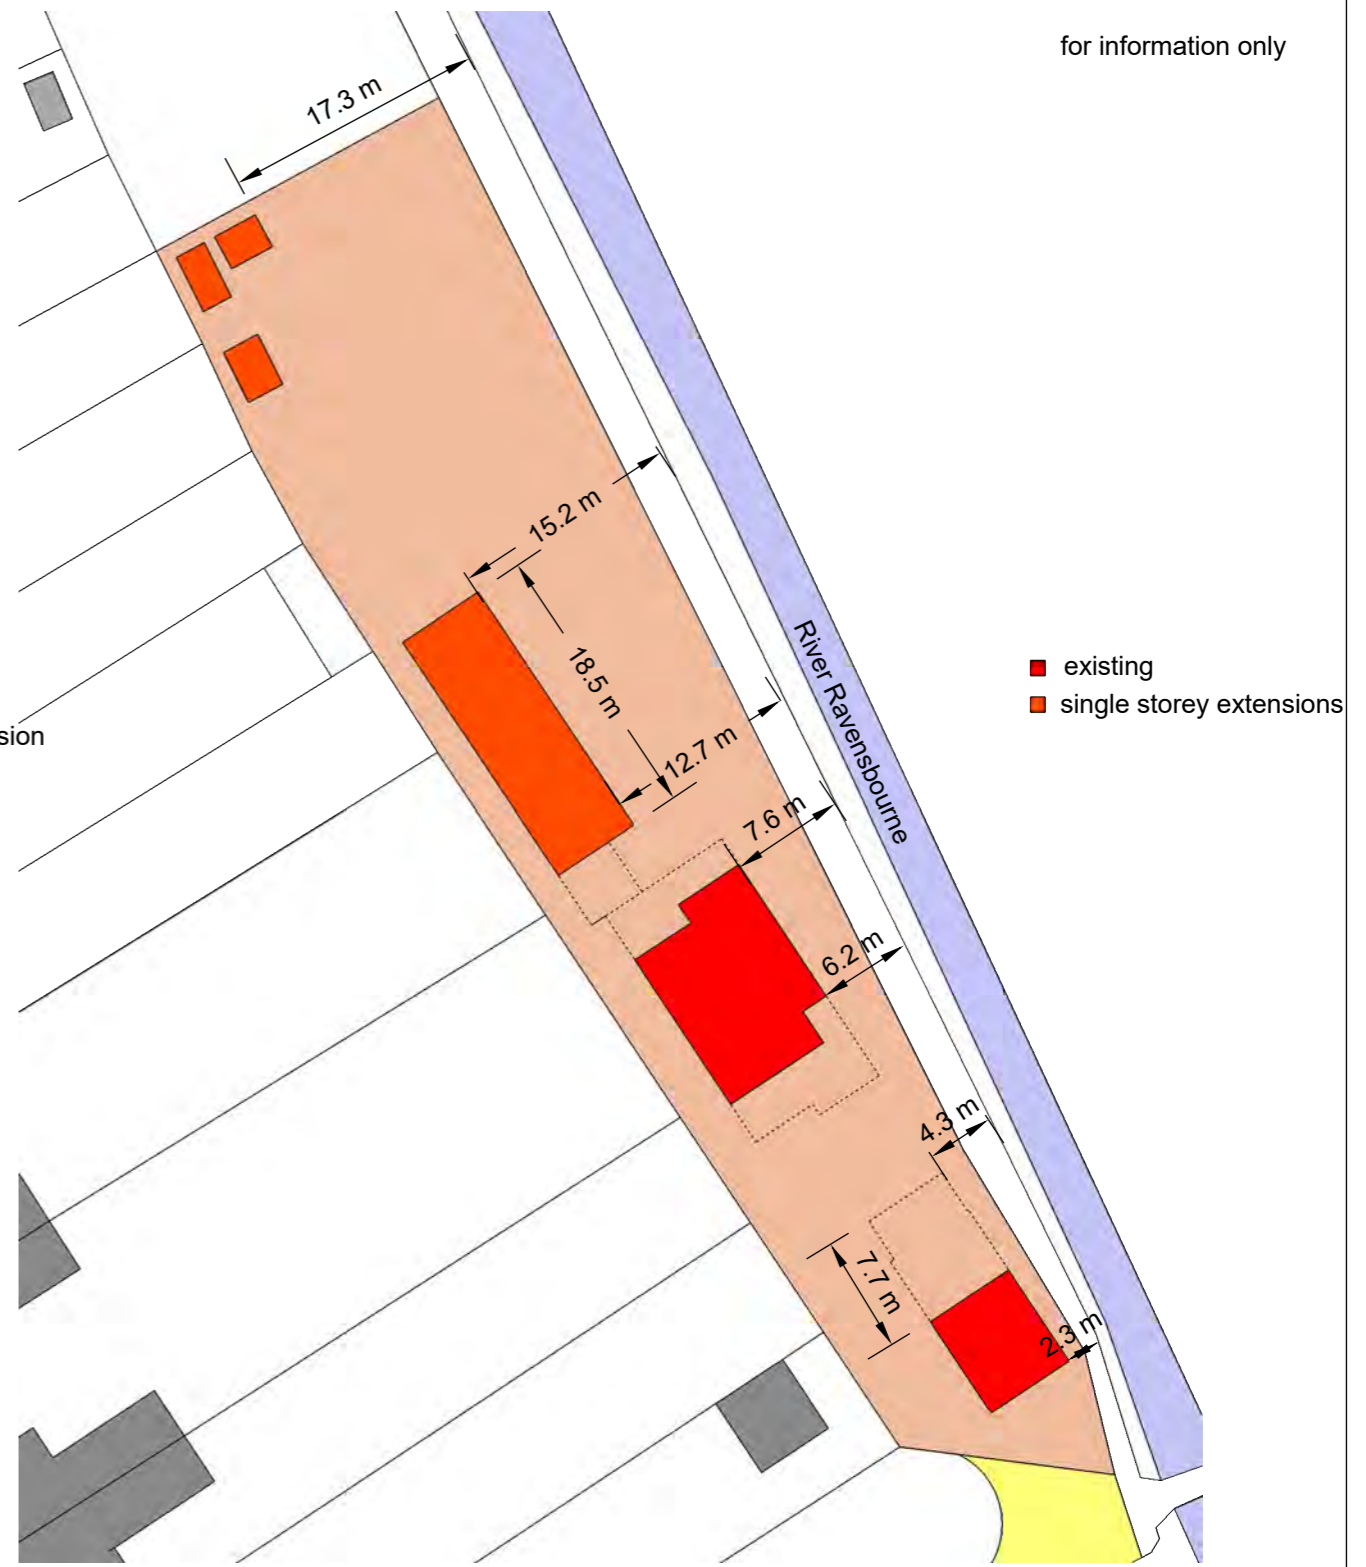 for information only
17.3 m
15.2 m
18.5 m
12.7 m
River Ravensbourne
existing
single storey extensions
sion
7.6 m
6.2 m
4.3 m
7.7 m
2.3 m